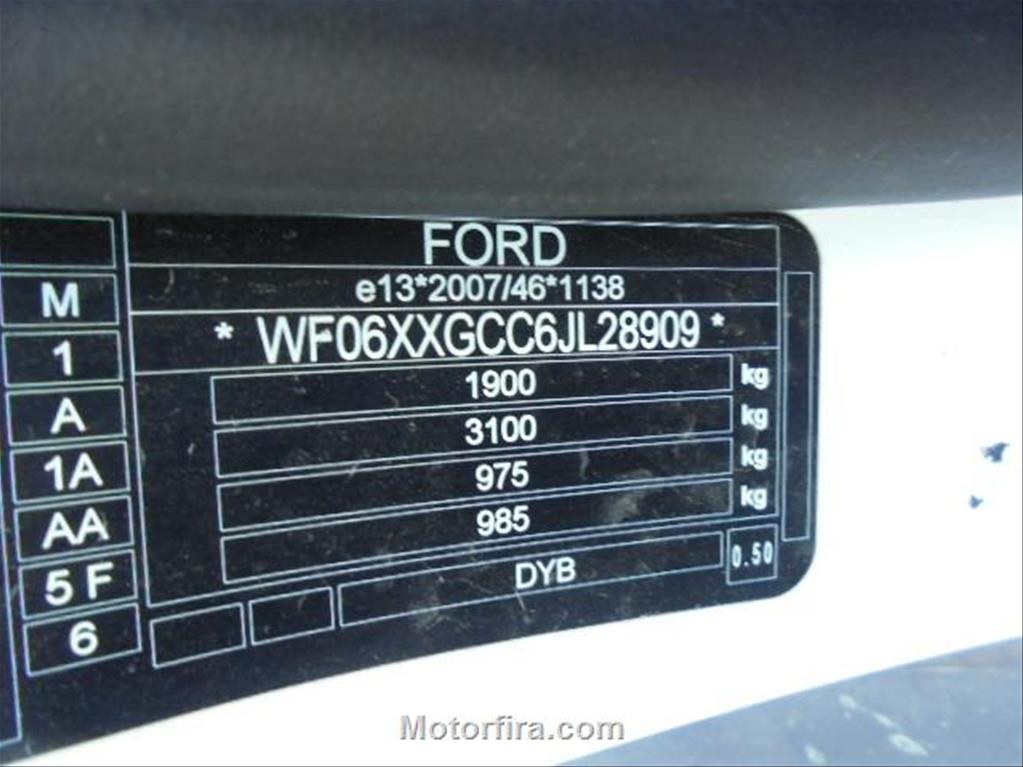 FORD
e13*2007/46*1138
* WF06XXGCC6JL28909 *
1900 kg
3100 kg
975 kg
985 kg
DYB 0.50
M
1
A
1A
AA
5 F
6
Motorfira.com